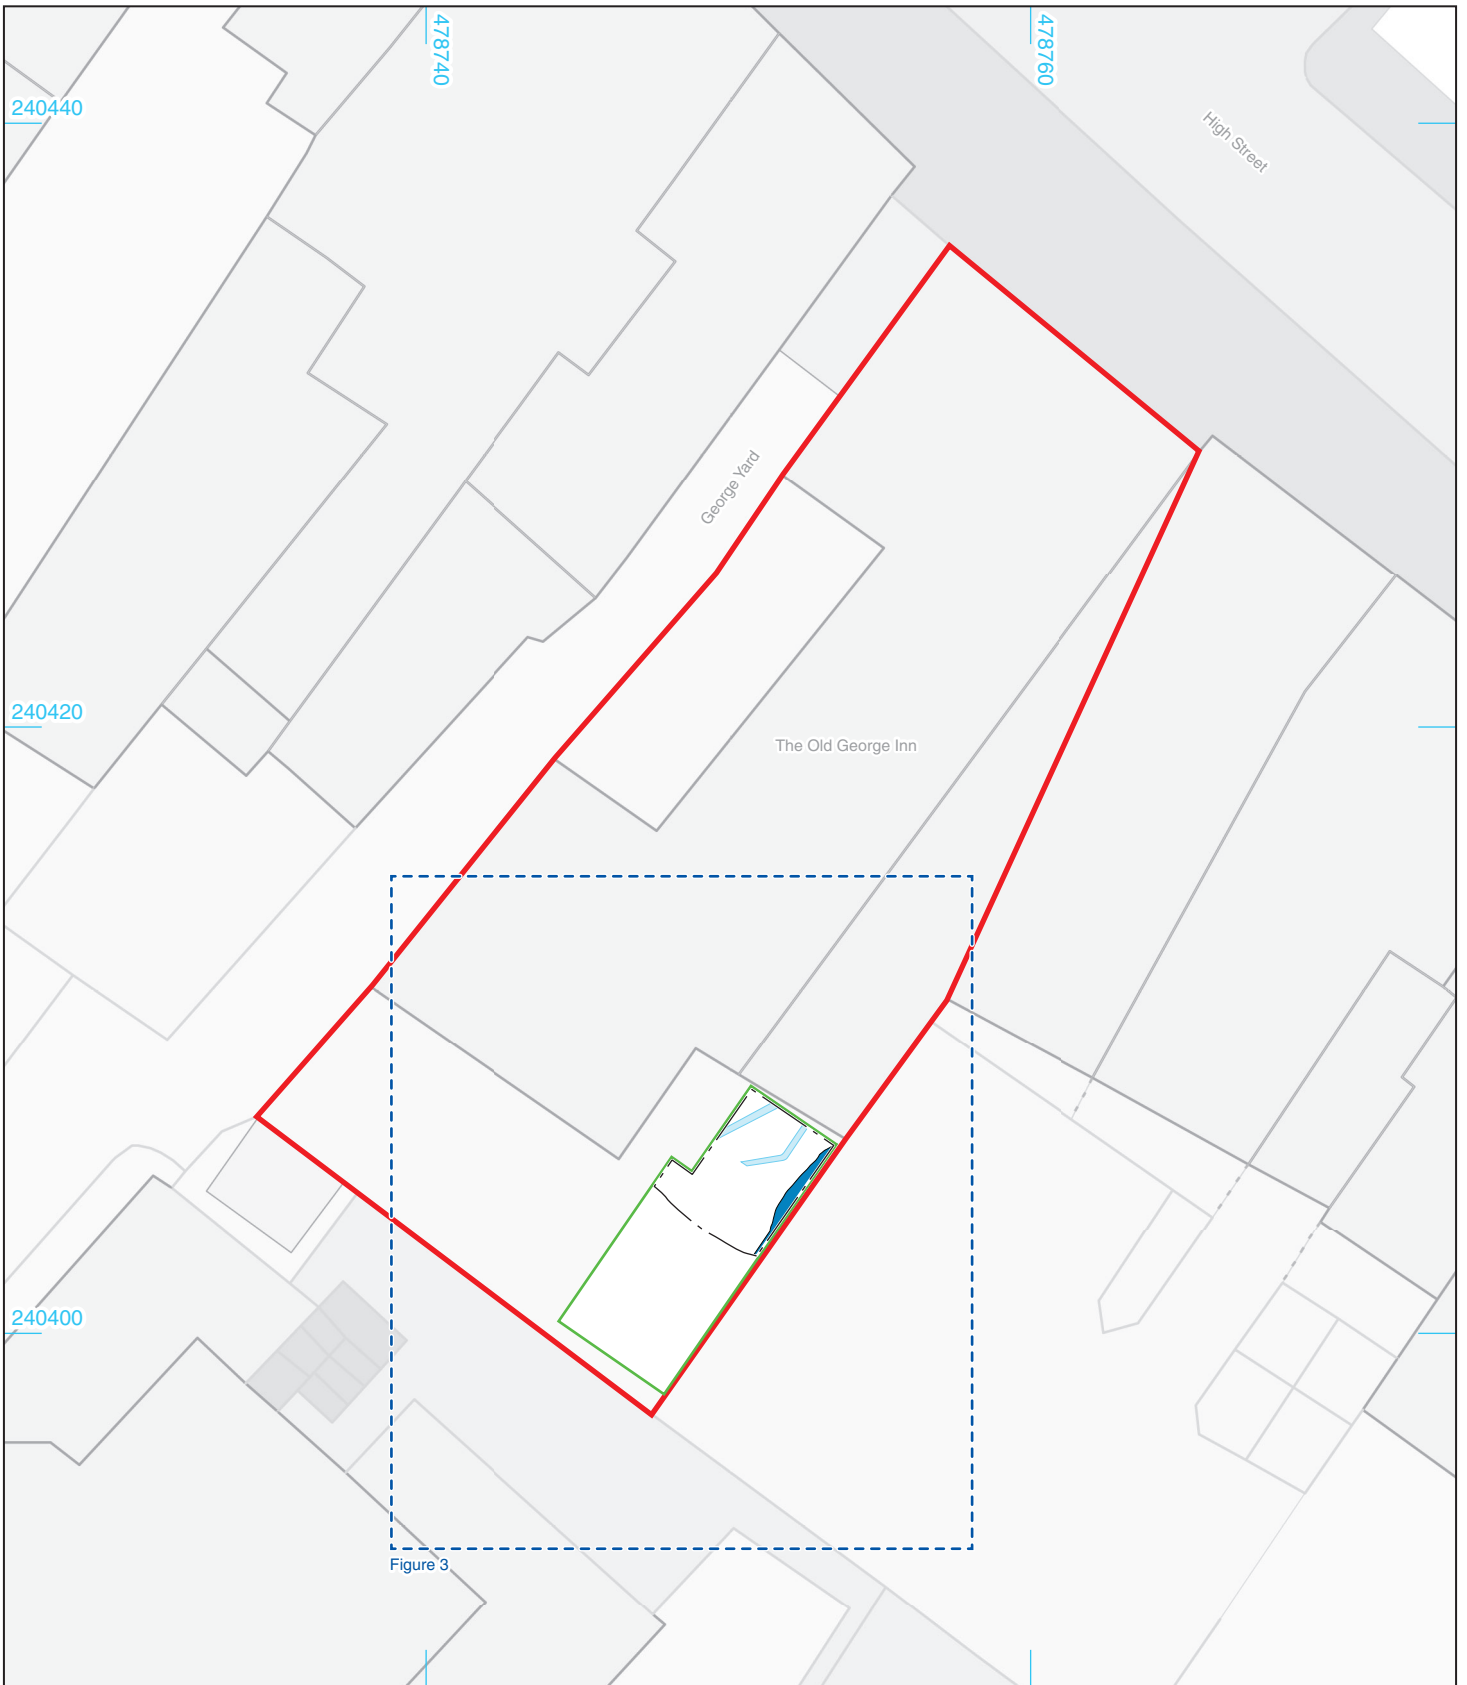 478740
478760
240440
High Street
George Yard
240420
The Old George Inn
240400
Figure 3